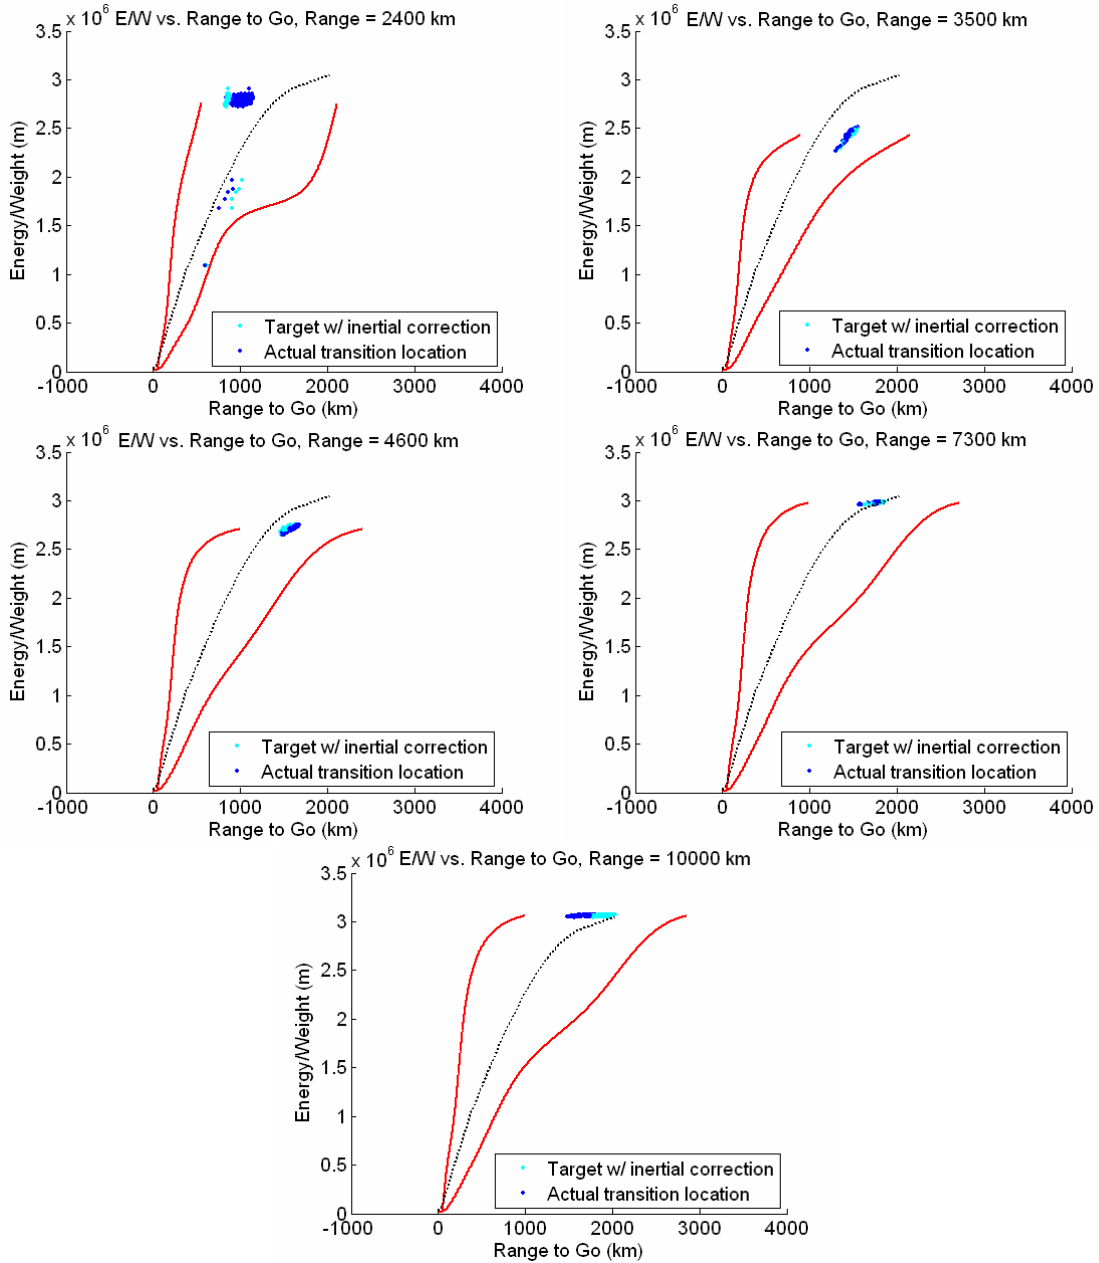 x 10^6 E/W vs. Range to Go, Range = 2400 km
3.5
3
2.5
2
1.5
1
0.5
0
-1000 0 1000 2000 3000 4000
Energy/Weight (m)
Range to Go (km)
Target w/ inertial correction
Actual transition location
x 10^6 E/W vs. Range to Go, Range = 3500 km
3.5
3
2.5
2
1.5
1
0.5
0
-1000 0 1000 2000 3000 4000
Energy/Weight (m)
Range to Go (km)
Target w/ inertial correction
Actual transition location
x 10^6 E/W vs. Range to Go, Range = 4600 km
3.5
3
2.5
2
1.5
1
0.5
0
-1000 0 1000 2000 3000 4000
Energy/Weight (m)
Range to Go (km)
Target w/ inertial correction
Actual transition location
x 10^6 E/W vs. Range to Go, Range = 7300 km
3.5
3
2.5
2
1.5
1
0.5
0
-1000 0 1000 2000 3000 4000
Energy/Weight (m)
Range to Go (km)
Target w/ inertial correction
Actual transition location
x 10^6 E/W vs. Range to Go, Range = 10000 km
3.5
3
2.5
2
1.5
1
0.5
0
-1000 0 1000 2000 3000 4000
Energy/Weight (m)
Range to Go (km)
Target w/ inertial correction
Actual transition location